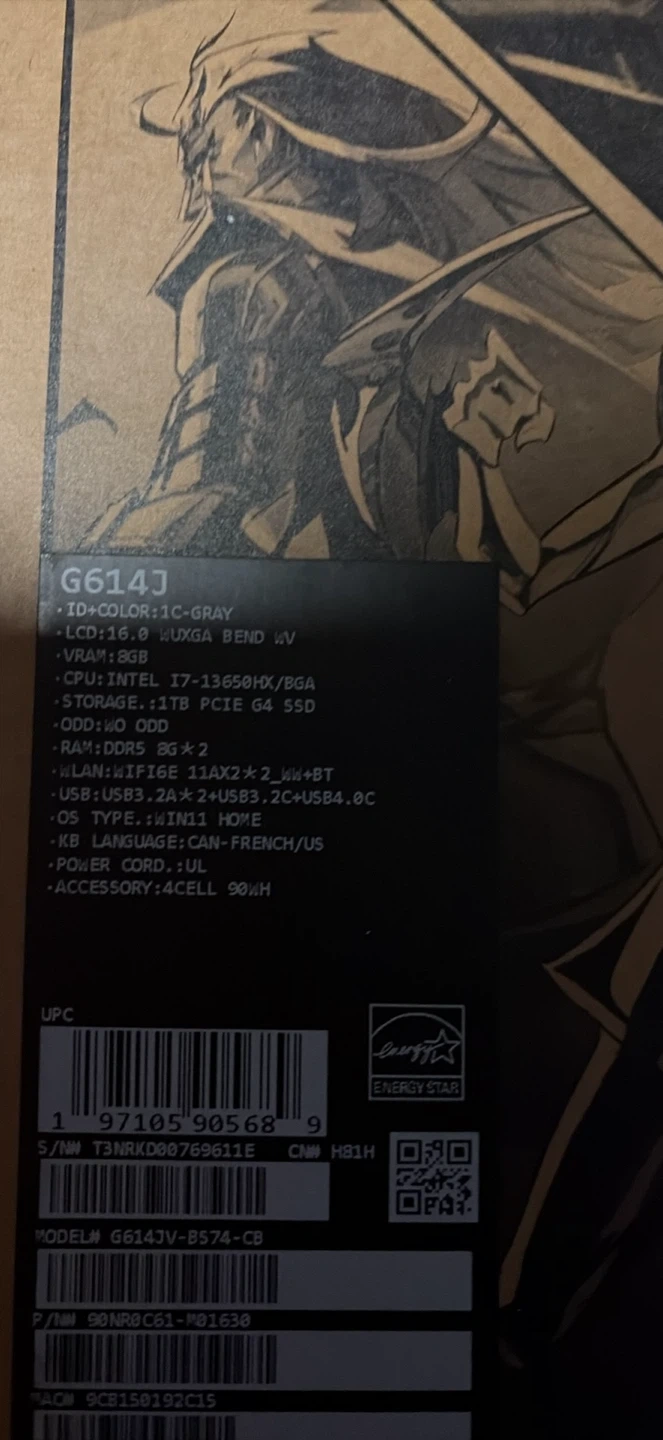 G614J
·ID+COLOR:1C-GRAY
·LCD:16.0 WUXGA BEND WV
·VRAM:8GB
·CPU:INTEL I7-13650HX/BGA
·STORAGE.:1TB PCIE G4 SSD
·ODD:WO ODD
·RAM:DDR5 8G*2
·WLAN:WIFI6E 11AX2*2_WW+BT
·USB:USB3.2A*2+USB3.2C+USB4.0C
·OS TYPE.:WIN11 HOME
·KB LANGUAGE:CAN-FRENCH/US
·POWER CORD.:UL
·ACCESSORY:4CELL 90WH
UPC
energy
ENERGY STAR
1 97105 90568 9
S/N# T3NRKD00769611E CN# H81H
MODEL# G614JV-BS74-CB
P/N# 90NR0C61-M01630
MAC# 9CB150192C15